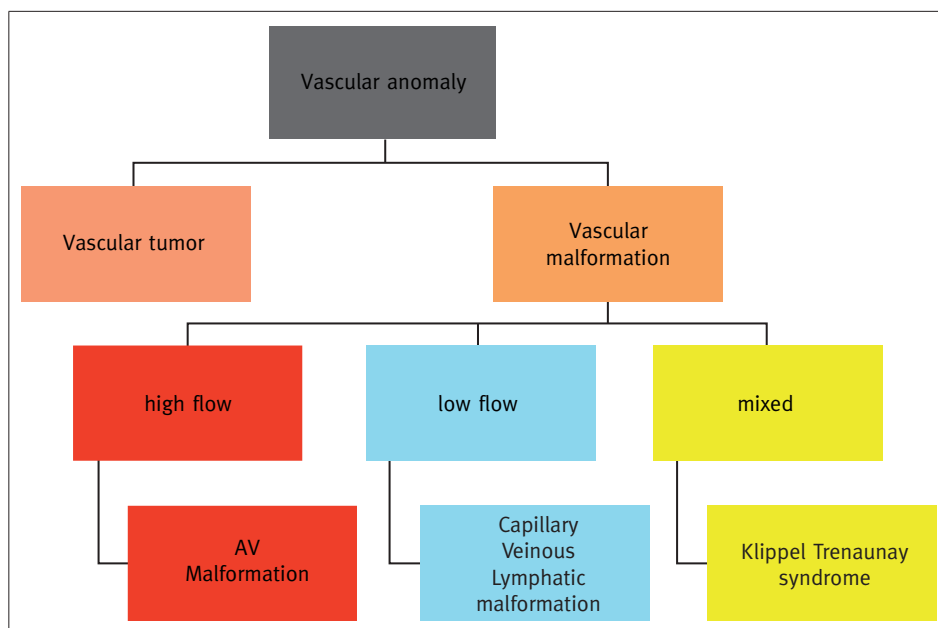 Vascular anomaly
Vascular tumor
Vascular
malformation
high flow
low flow
mixed
AV
Malformation
Capillary
Veinous
Lymphatic
malformation
Klippel Trenaunay
syndrome